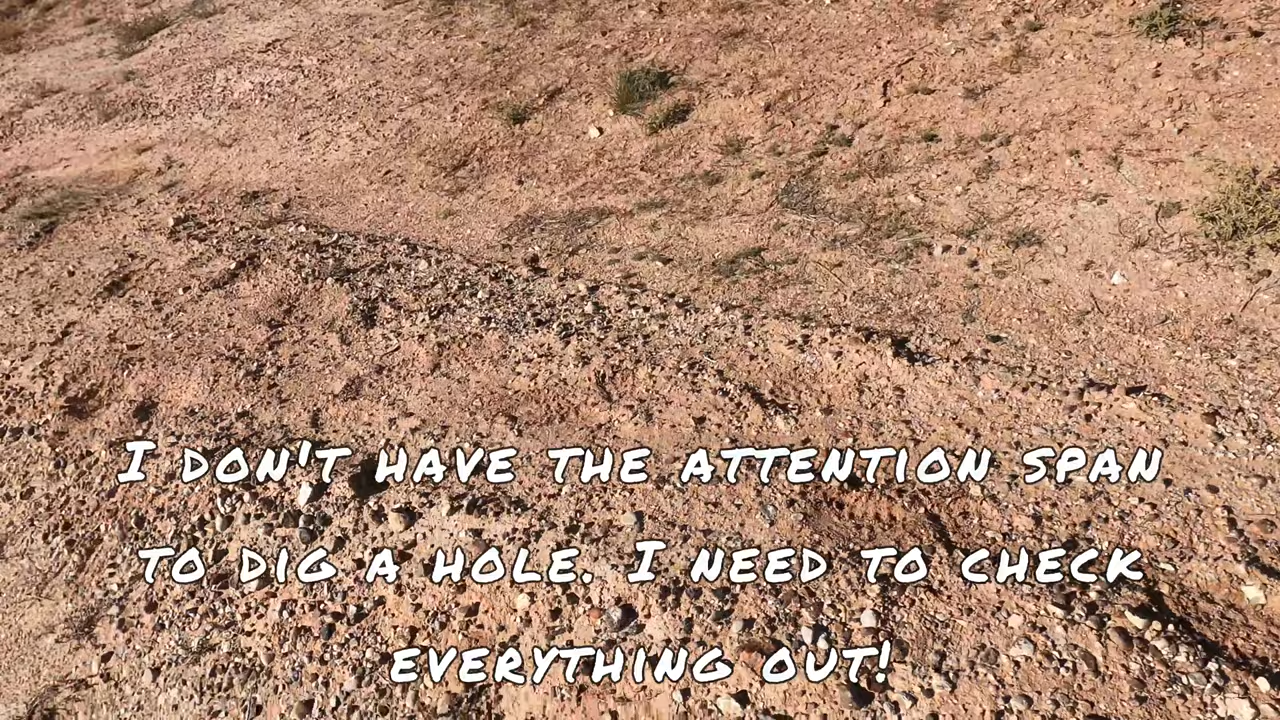 I DON'T HAVE THE ATTENTION SPAN
TO DIG A HOLE. I NEED TO CHECK
EVERYTHING OUT!